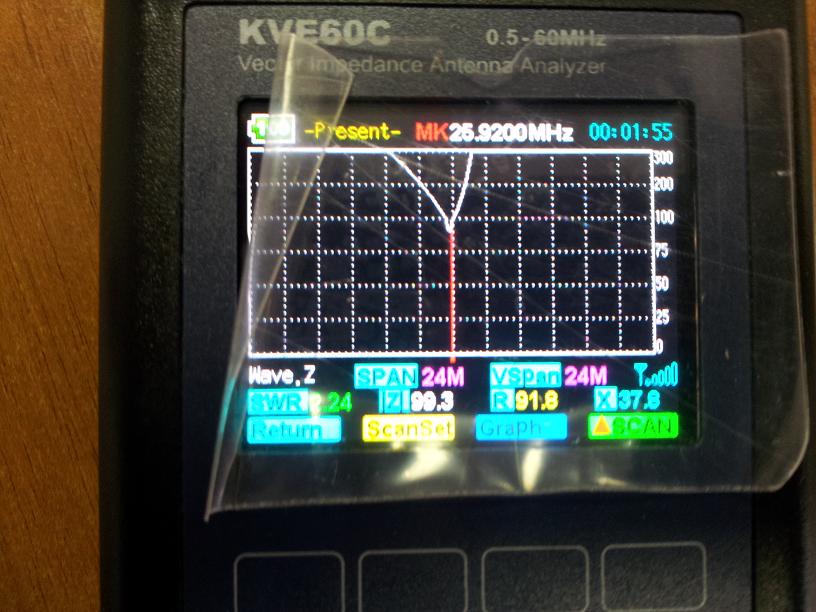 KVE60C 0.5-60MHz
Vector Impedance Antenna Analyzer
-Present- MK 25.9200MHz 00:01:55
300
200
100
75
50
25
0
Wave.Z SPAN 24M VSpan 24M
SWR 2.24 |Z| 99.3 R 91.8 X 37.8
Return ScanSet Graph SCAN